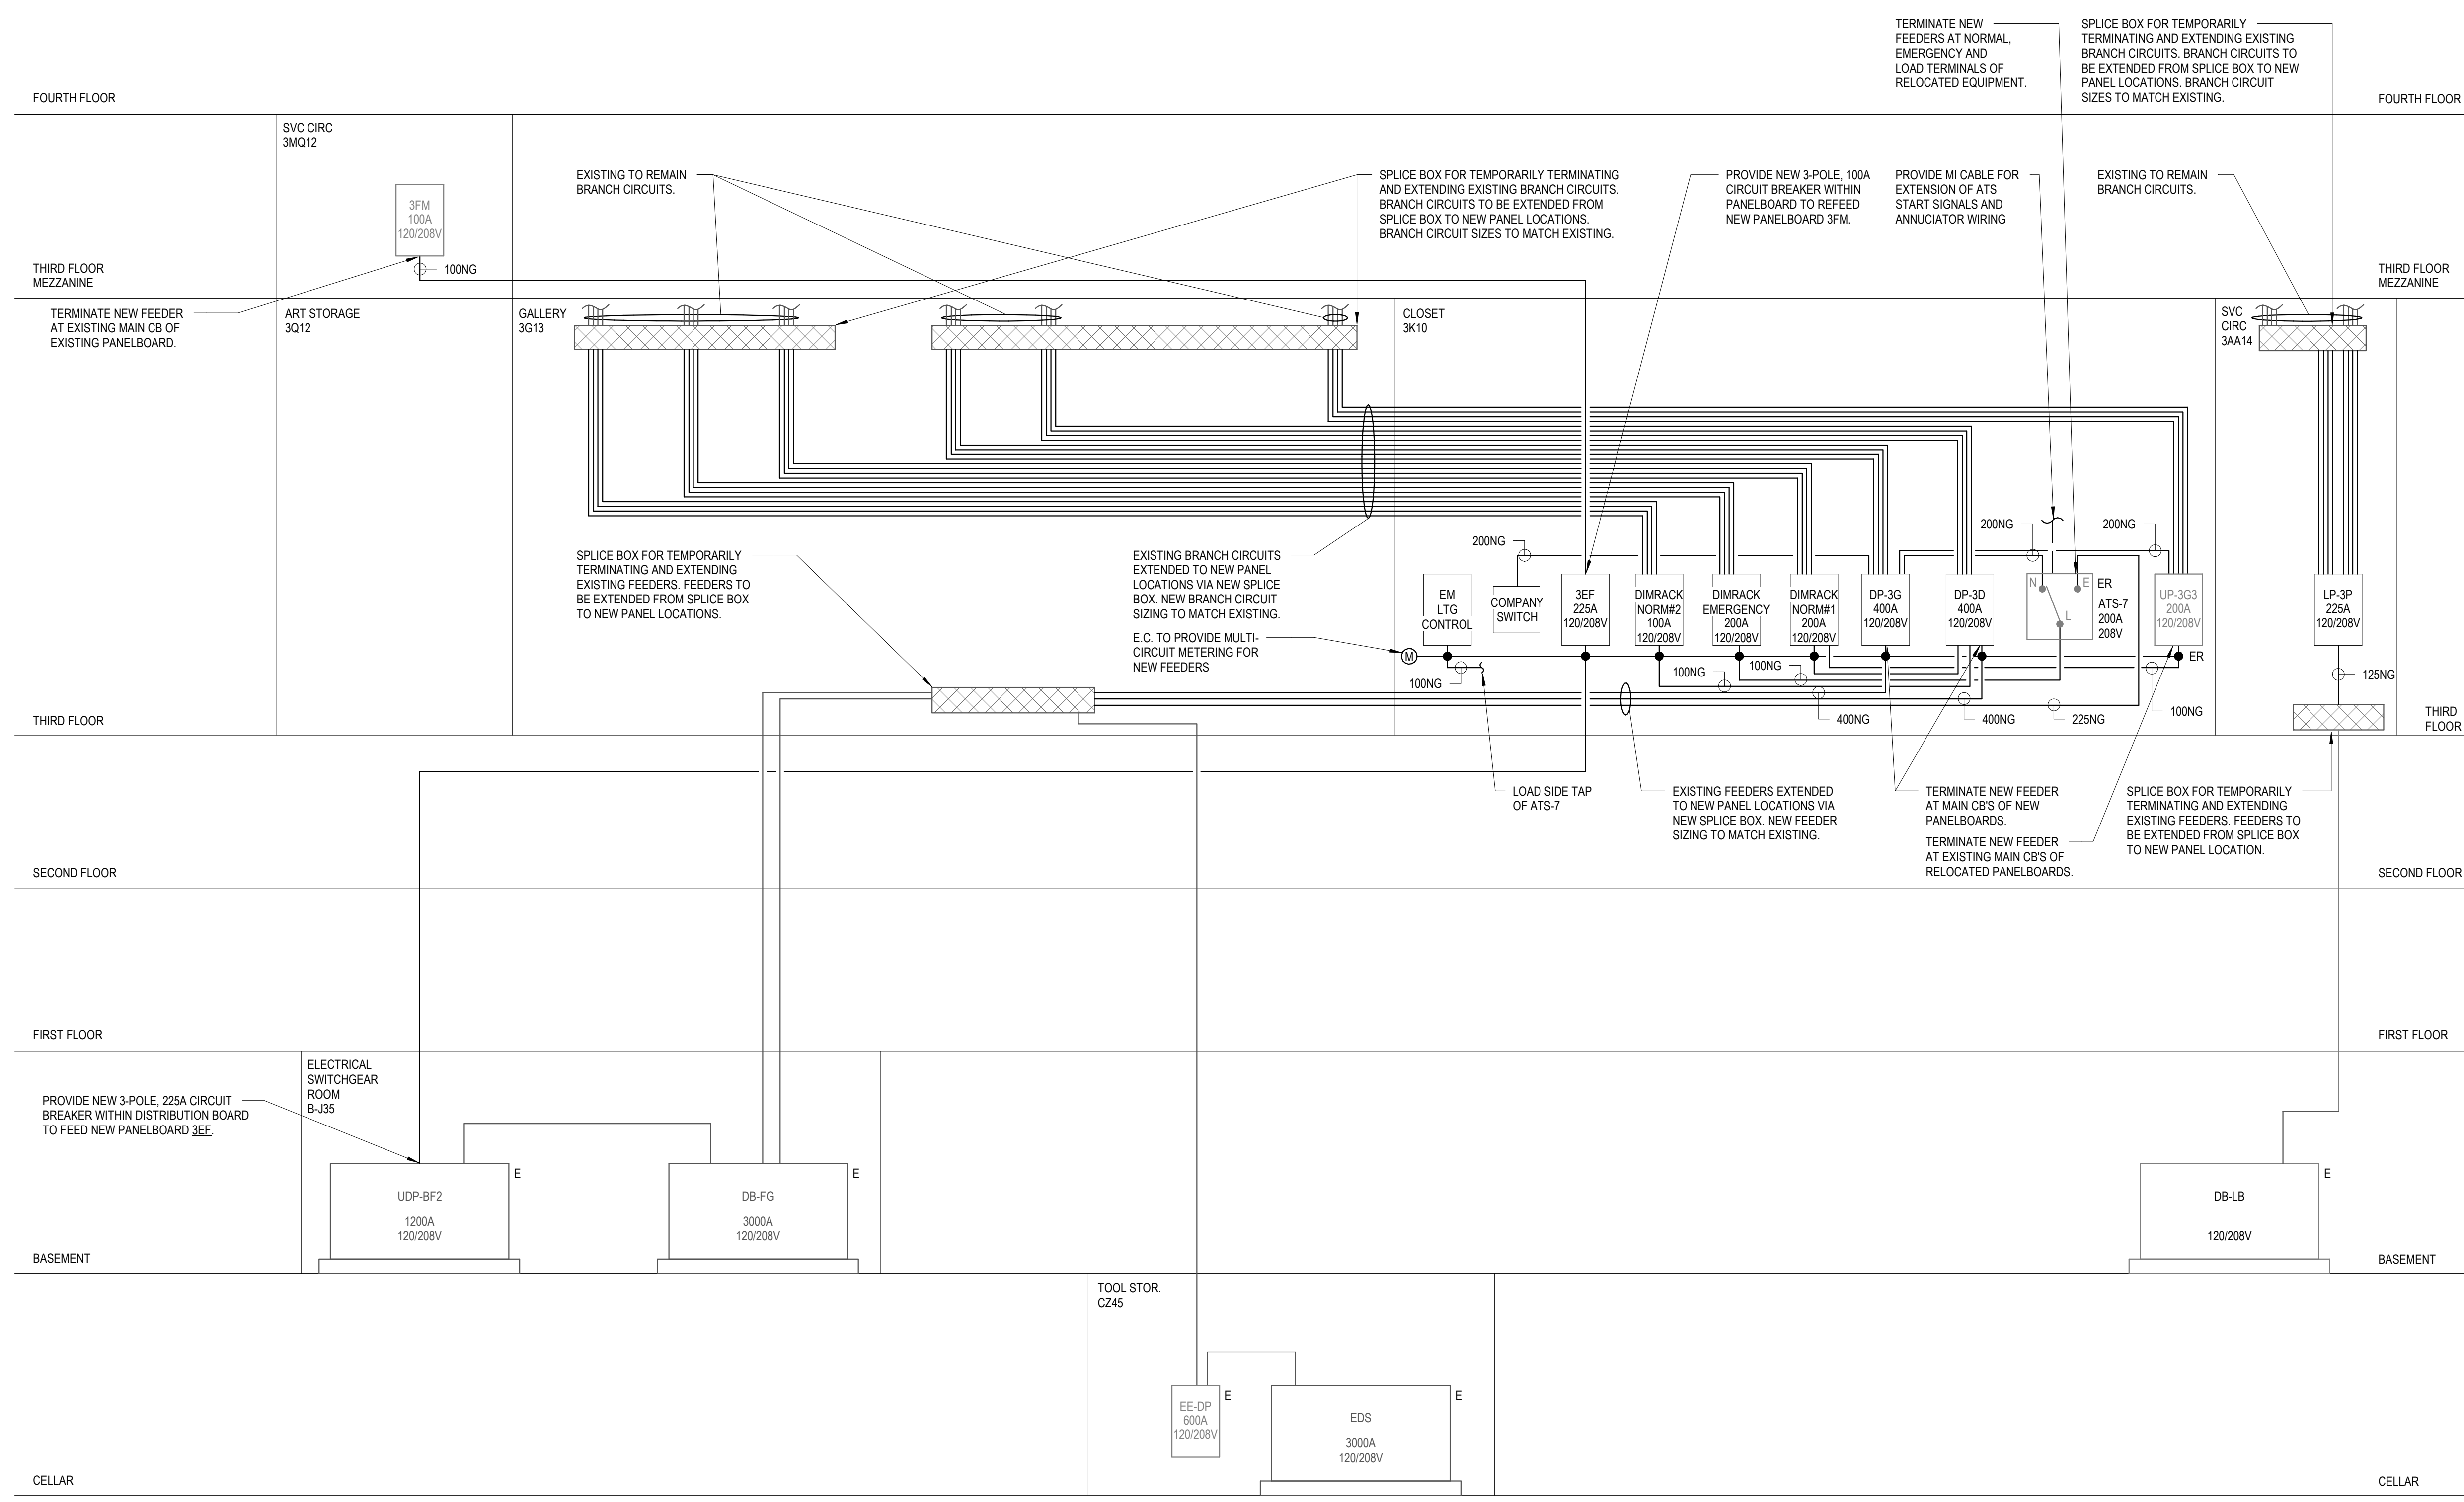 TERMINATE NEW
FEEDERS AT NORMAL,
EMERGENCY AND
LOAD TERMINALS OF
RELOCATED EQUIPMENT.
SPLICE BOX FOR TEMPORARILY
TERMINATING AND EXTENDING EXISTING
BRANCH CIRCUITS. BRANCH CIRCUITS TO
BE EXTENDED FROM SPLICE BOX TO NEW
PANEL LOCATIONS. BRANCH CIRCUIT
SIZES TO MATCH EXISTING.
FOURTH FLOOR
FOURTH FLOOR
SVC CIRC
3MQ12
3FM
100A
120/208V
100NG
EXISTING TO REMAIN
BRANCH CIRCUITS.
SPLICE BOX FOR TEMPORARILY TERMINATING
AND EXTENDING EXISTING BRANCH CIRCUITS.
BRANCH CIRCUITS TO BE EXTENDED FROM
SPLICE BOX TO NEW PANEL LOCATIONS.
BRANCH CIRCUIT SIZES TO MATCH EXISTING.
PROVIDE NEW 3-POLE, 100A
CIRCUIT BREAKER WITHIN
PANELBOARD TO REFEED
NEW PANELBOARD 3FM.
PROVIDE MI CABLE FOR
EXTENSION OF ATS
START SIGNALS AND
ANNUCIATOR WIRING
EXISTING TO REMAIN
BRANCH CIRCUITS.
THIRD FLOOR
MEZZANINE
THIRD FLOOR
MEZZANINE
TERMINATE NEW FEEDER
AT EXISTING MAIN CB OF
EXISTING PANELBOARD.
ART STORAGE
3Q12
GALLERY
3G13
CLOSET
3K10
SVC
CIRC
3AA14
SPLICE BOX FOR TEMPORARILY
TERMINATING AND EXTENDING
EXISTING FEEDERS. FEEDERS TO
BE EXTENDED FROM SPLICE BOX
TO NEW PANEL LOCATIONS.
EXISTING BRANCH CIRCUITS
EXTENDED TO NEW PANEL
LOCATIONS VIA NEW SPLICE
BOX. NEW BRANCH CIRCUIT
SIZING TO MATCH EXISTING.
E.C. TO PROVIDE MULTI-
CIRCUIT METERING FOR
NEW FEEDERS
200NG
200NG
200NG
EM
LTG
CONTROL
COMPANY
SWITCH
3EF
225A
120/208V
DIMRACK
NORM#2
100A
120/208V
DIMRACK
EMERGENCY
200A
120/208V
DIMRACK
NORM#1
200A
120/208V
DP-3G
400A
120/208V
DP-3D
400A
120/208V
N
E
L
ER
ATS-7
200A
208V
UP-3G3
200A
120/208V
LP-3P
225A
120/208V
M
ER
100NG
100NG
100NG
400NG
400NG
225NG
100NG
125NG
THIRD FLOOR
THIRD
FLOOR
LOAD SIDE TAP
OF ATS-7
EXISTING FEEDERS EXTENDED
TO NEW PANEL LOCATIONS VIA
NEW SPLICE BOX. NEW FEEDER
SIZING TO MATCH EXISTING.
TERMINATE NEW FEEDER
AT MAIN CB'S OF NEW
PANELBOARDS.
TERMINATE NEW FEEDER
AT EXISTING MAIN CB'S OF
RELOCATED PANELBOARDS.
SPLICE BOX FOR TEMPORARILY
TERMINATING AND EXTENDING
EXISTING FEEDERS. FEEDERS TO
BE EXTENDED FROM SPLICE BOX
TO NEW PANEL LOCATION.
SECOND FLOOR
SECOND FLOOR
FIRST FLOOR
FIRST FLOOR
ELECTRICAL
SWITCHGEAR
ROOM
B-J35
PROVIDE NEW 3-POLE, 225A CIRCUIT
BREAKER WITHIN DISTRIBUTION BOARD
TO FEED NEW PANELBOARD 3EF.
UDP-BF2
1200A
120/208V
E
DB-FG
3000A
120/208V
E
DB-LB
120/208V
E
BASEMENT
BASEMENT
TOOL STOR.
CZ45
EE-DP
600A
120/208V
E
EDS
3000A
120/208V
E
CELLAR
CELLAR